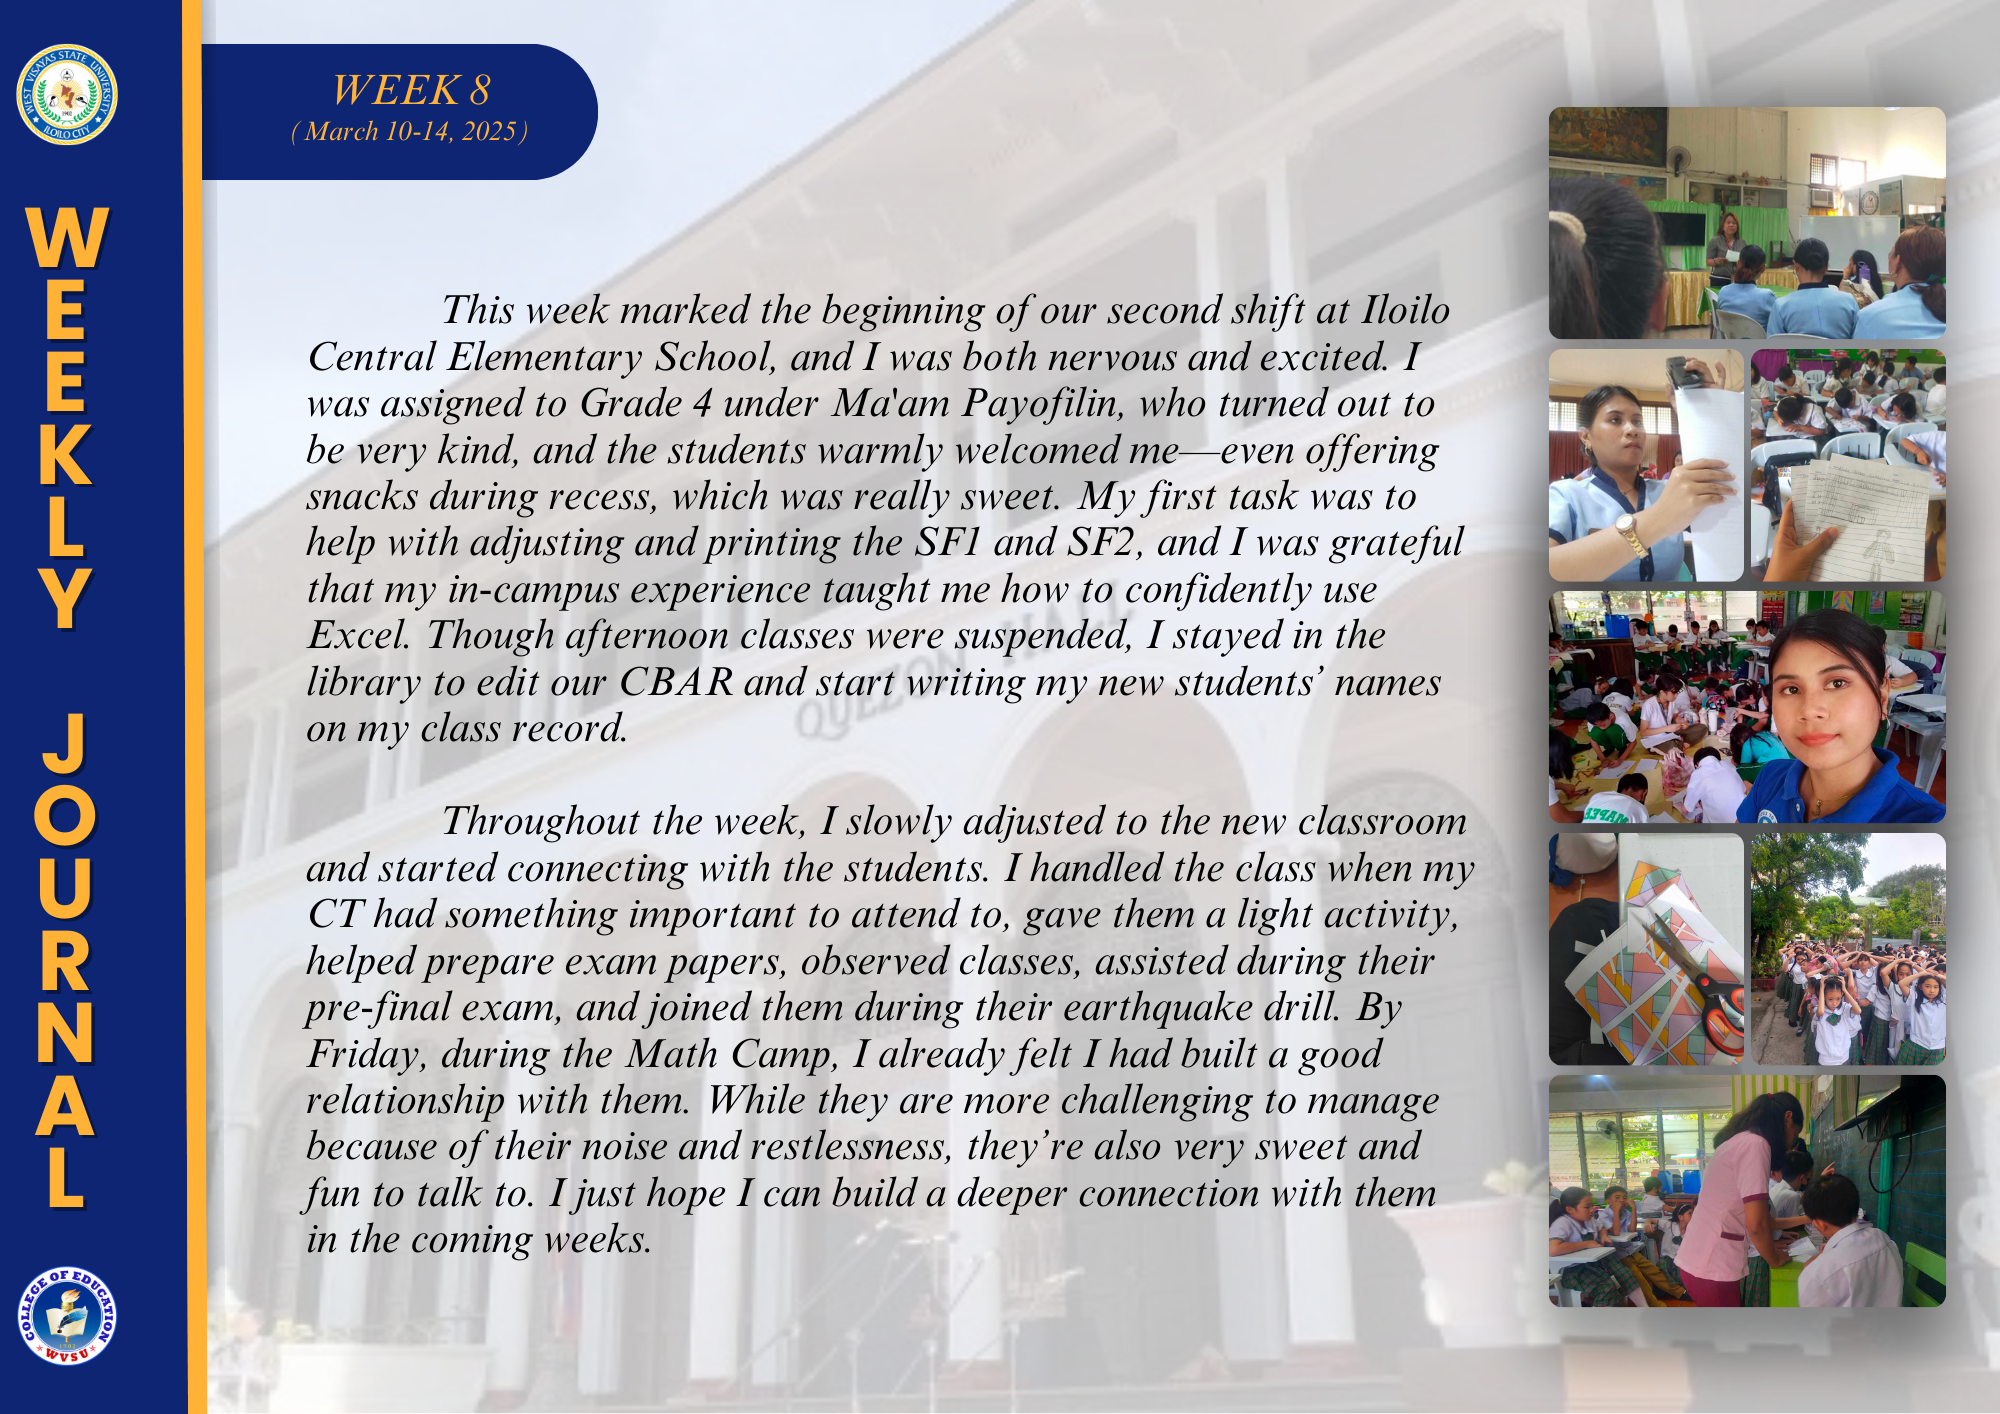 WEST VISAYAS STATE UNIVERSITY
1902
ILOILO CITY
WEEKLY JOURNAL
COLLEGE OF EDUCATION
WVSU
WEEK 8
( March 10-14, 2025 )
This week marked the beginning of our second shift at Iloilo
Central Elementary School, and I was both nervous and excited. I
was assigned to Grade 4 under Ma'am Payofilin, who turned out to
be very kind, and the students warmly welcomed me—even offering
snacks during recess, which was really sweet. My first task was to
help with adjusting and printing the SF1 and SF2, and I was grateful
that my in-campus experience taught me how to confidently use
Excel. Though afternoon classes were suspended, I stayed in the
library to edit our CBAR and start writing my new students’ names
on my class record.
Throughout the week, I slowly adjusted to the new classroom
and started connecting with the students. I handled the class when my
CT had something important to attend to, gave them a light activity,
helped prepare exam papers, observed classes, assisted during their
pre-final exam, and joined them during their earthquake drill. By
Friday, during the Math Camp, I already felt I had built a good
relationship with them. While they are more challenging to manage
because of their noise and restlessness, they’re also very sweet and
fun to talk to. I just hope I can build a deeper connection with them
in the coming weeks.
QUEZON HALL